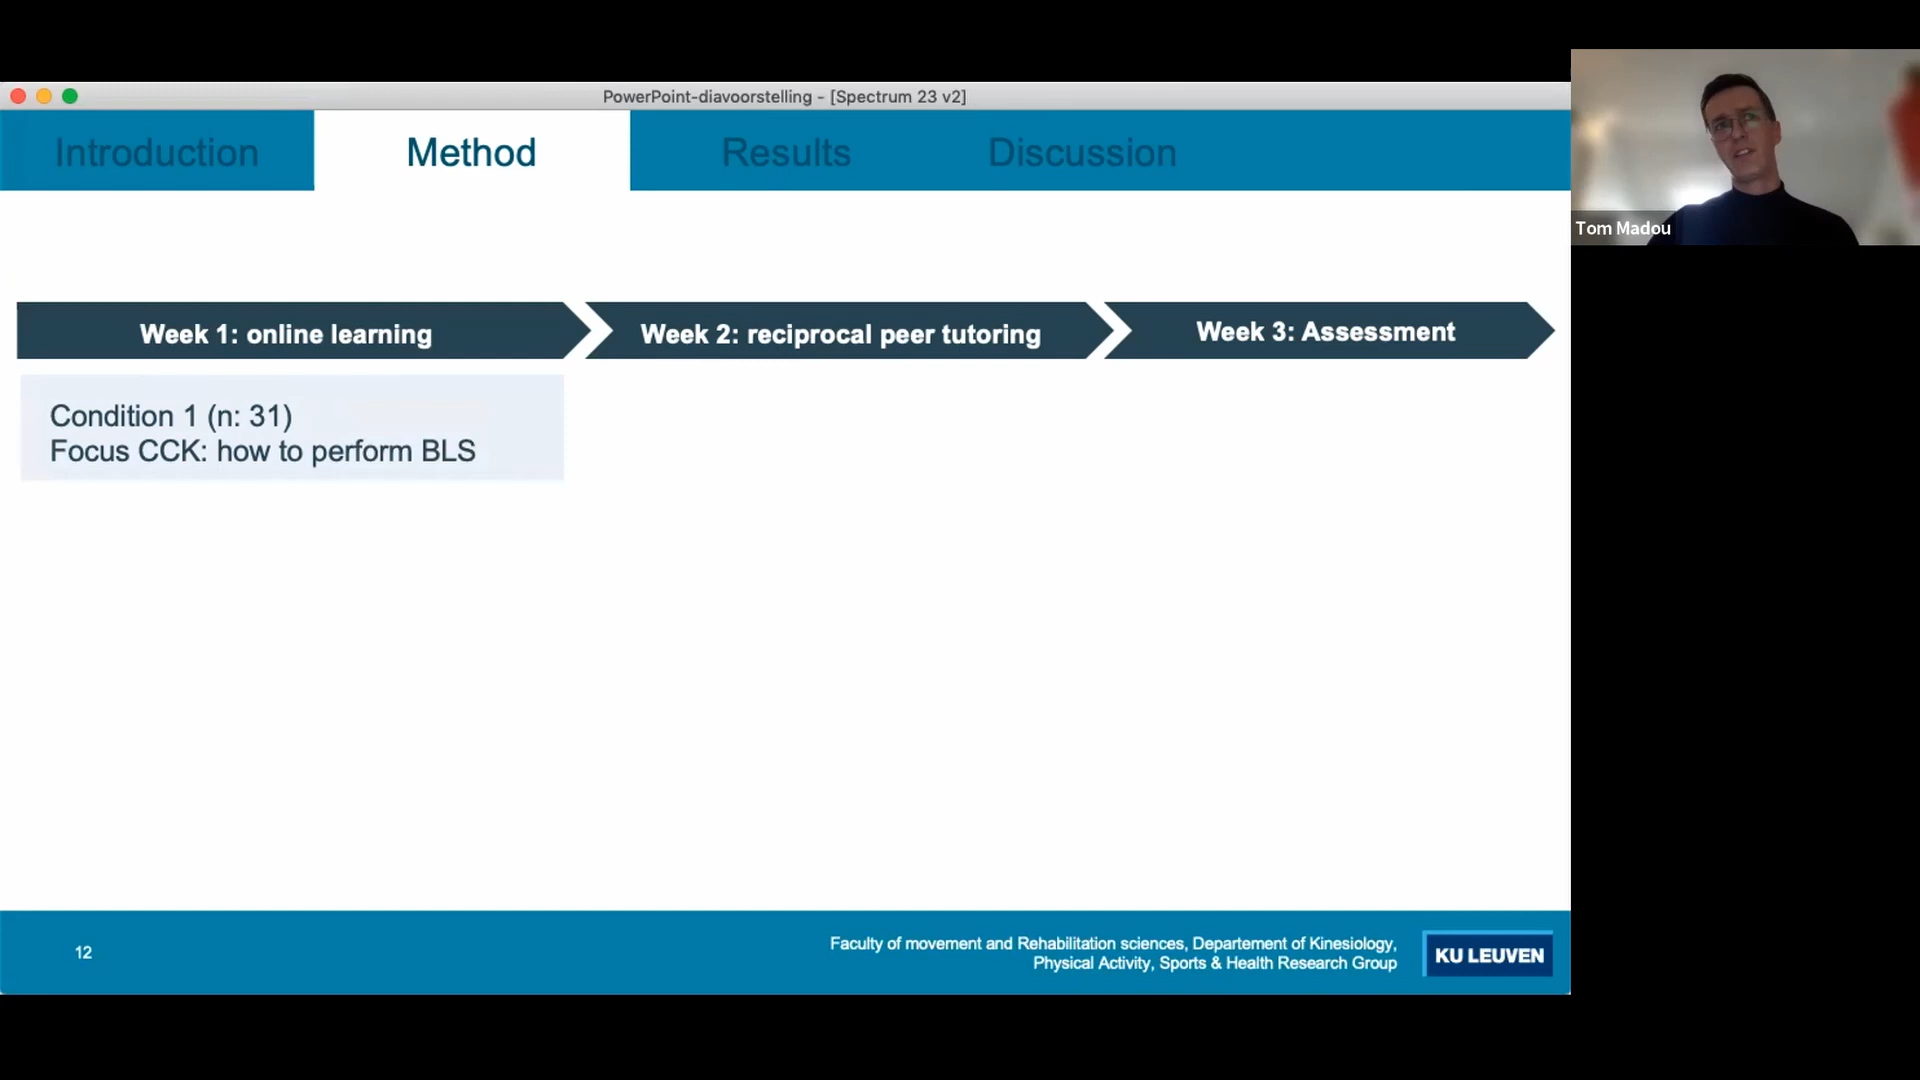 PowerPoint-diavoorstelling - [Spectrum 23 v2]
Introduction
Method
Results
Discussion
Tom Madou
Week 1: online learning
Week 2: reciprocal peer tutoring
Week 3: Assessment
Condition 1 (n: 31)
Focus CCK: how to perform BLS
12
Faculty of movement and Rehabilitation sciences, Departement of Kinesiology,
Physical Activity, Sports & Health Research Group
KU LEUVEN